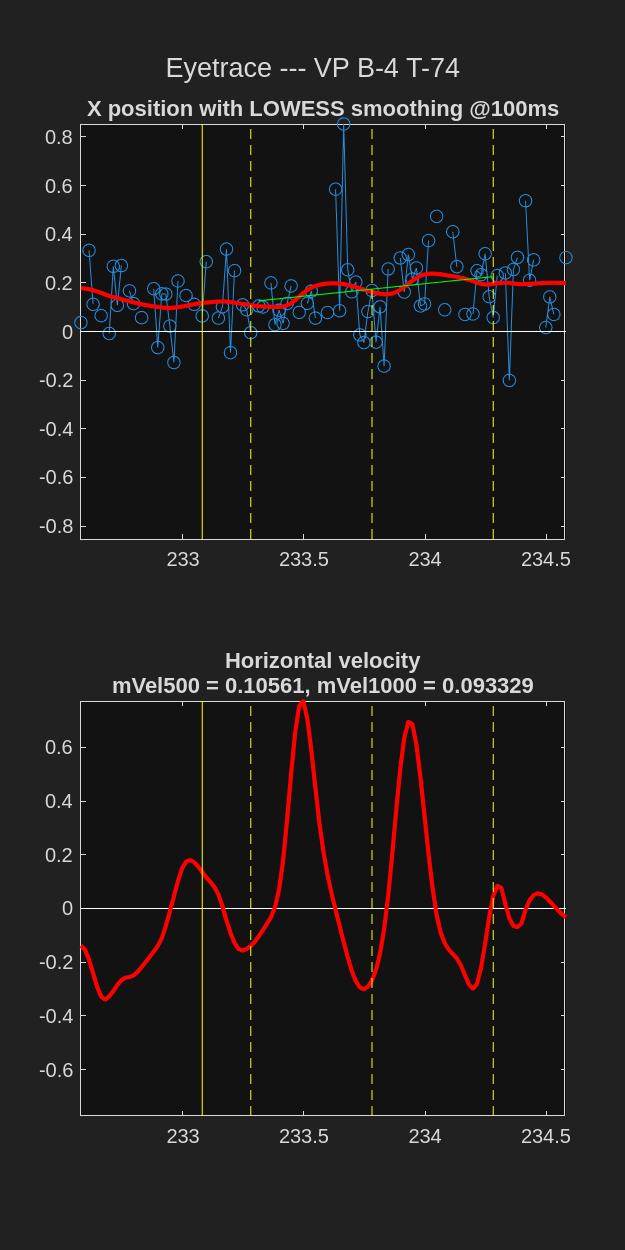 Eyetrace --- VP B-4 T-74
X position with LOWESS smoothing @100ms
0.8
0.6
0.4
0.2
0
-0.2
-0.4
-0.6
-0.8
233 233.5 234 234.5
Horizontal velocity
mVel500 = 0.10561, mVel1000 = 0.093329
0.6
0.4
0.2
0
-0.2
-0.4
-0.6
233 233.5 234 234.5